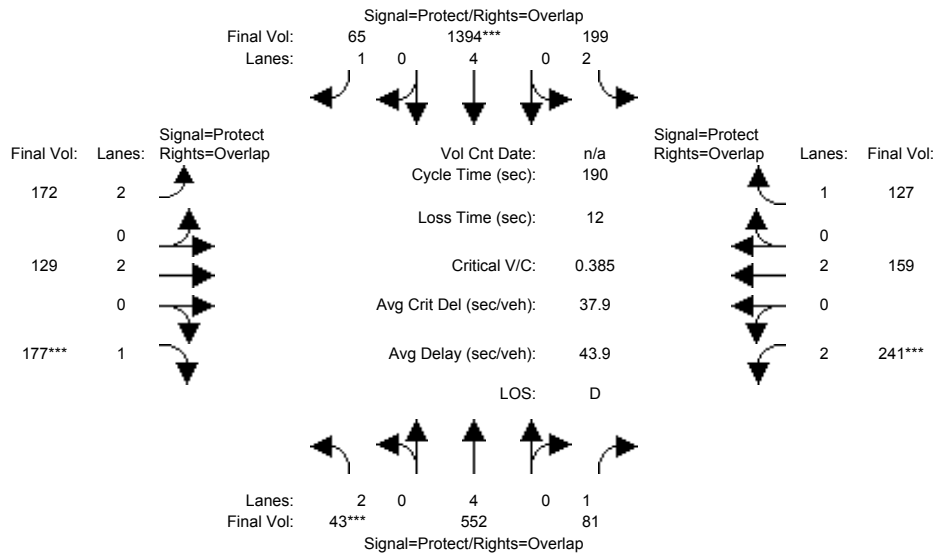 Signal=Protect/Rights=Overlap
Final Vol: 65 1394*** 199
Lanes: 1 0 4 0 2
Signal=Protect Signal=Protect
Final Vol: Lanes: Rights=Overlap Vol Cnt Date: n/a Rights=Overlap Lanes: Final Vol:
Cycle Time (sec): 190
172 2 1 127
Loss Time (sec): 12
0 0
129 2 Critical V/C: 0.385 2 159
0 Avg Crit Del (sec/veh): 37.9 0
177*** 1 Avg Delay (sec/veh): 43.9 2 241***
LOS: D
Lanes: 2 0 4 0 1
Final Vol: 43*** 552 81
Signal=Protect/Rights=Overlap